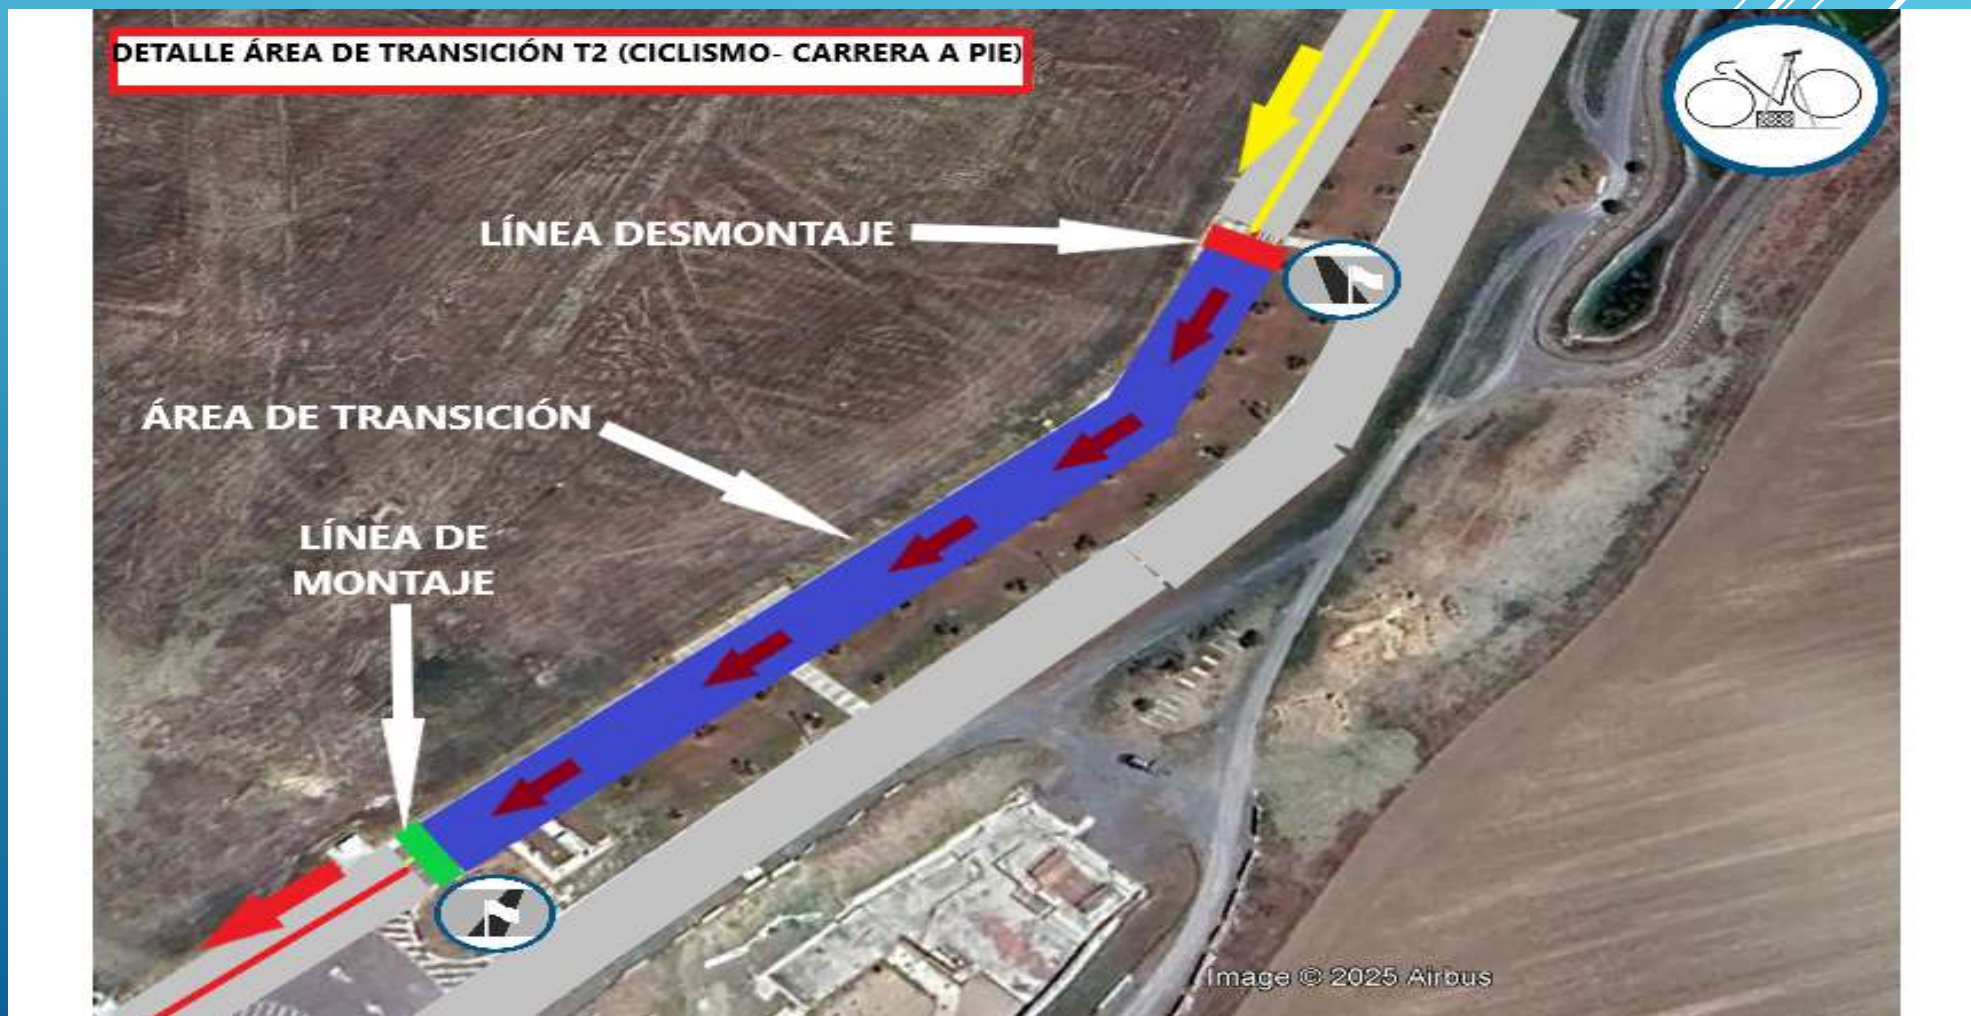 DETALLE ÁREA DE TRANSICIÓN T2 (CICLISMO- CARRERA A PIE)
LÍNEA DESMONTAJE
ÁREA DE TRANSICIÓN
LÍNEA DE
MONTAJE
Image © 2025 Airbus